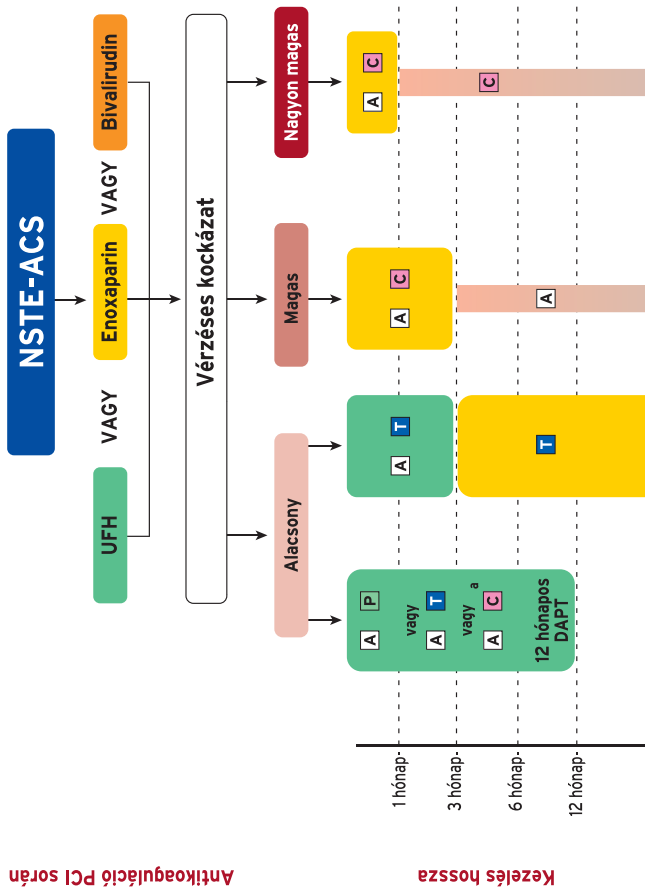 NSTE-ACS
UFH
VAGY
Enoxaparin
VAGY
Bivalirudin
Vérzéses kockázat
Alacsony
Magas
Nagyon magas
A P
vagy
A T
vagy a
A C
12 hónapos
DAPT
A T
T
A C
A
A C
C
1 hónap
3 hónap
6 hónap
12 hónap
Antikoaguláció PCI során
Kezelés hossza